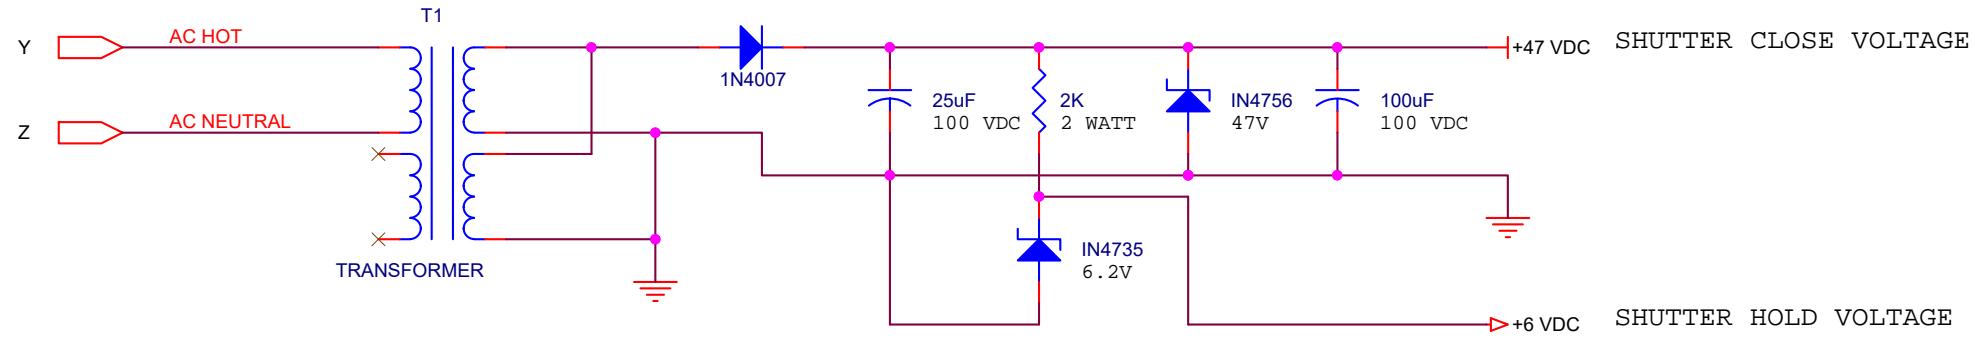 T1
Y
AC HOT
+47 VDC
SHUTTER CLOSE VOLTAGE
1N4007
25uF
100 VDC
2K
2 WATT
IN4756
47V
100uF
100 VDC
Z
AC NEUTRAL
IN4735
6.2V
TRANSFORMER
+6 VDC
SHUTTER HOLD VOLTAGE